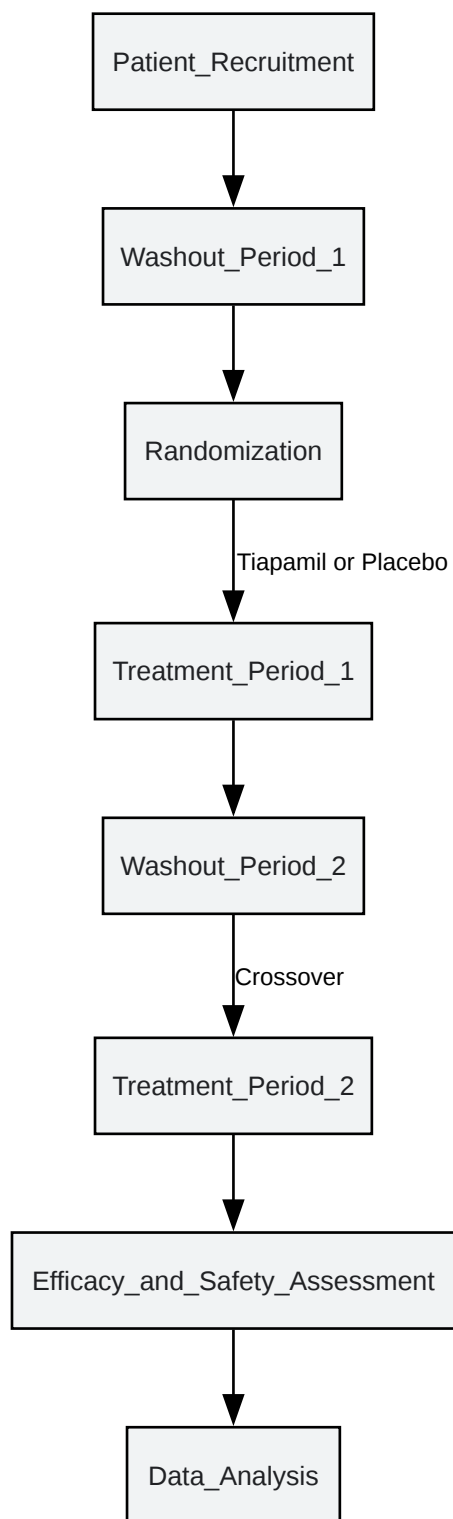 Patient_Recruitment
Washout_Period_1
Randomization
Tiapamil or Placebo
Treatment_Period_1
Washout_Period_2
Crossover
Treatment_Period_2
Efficacy_and_Safety_Assessment
Data_Analysis